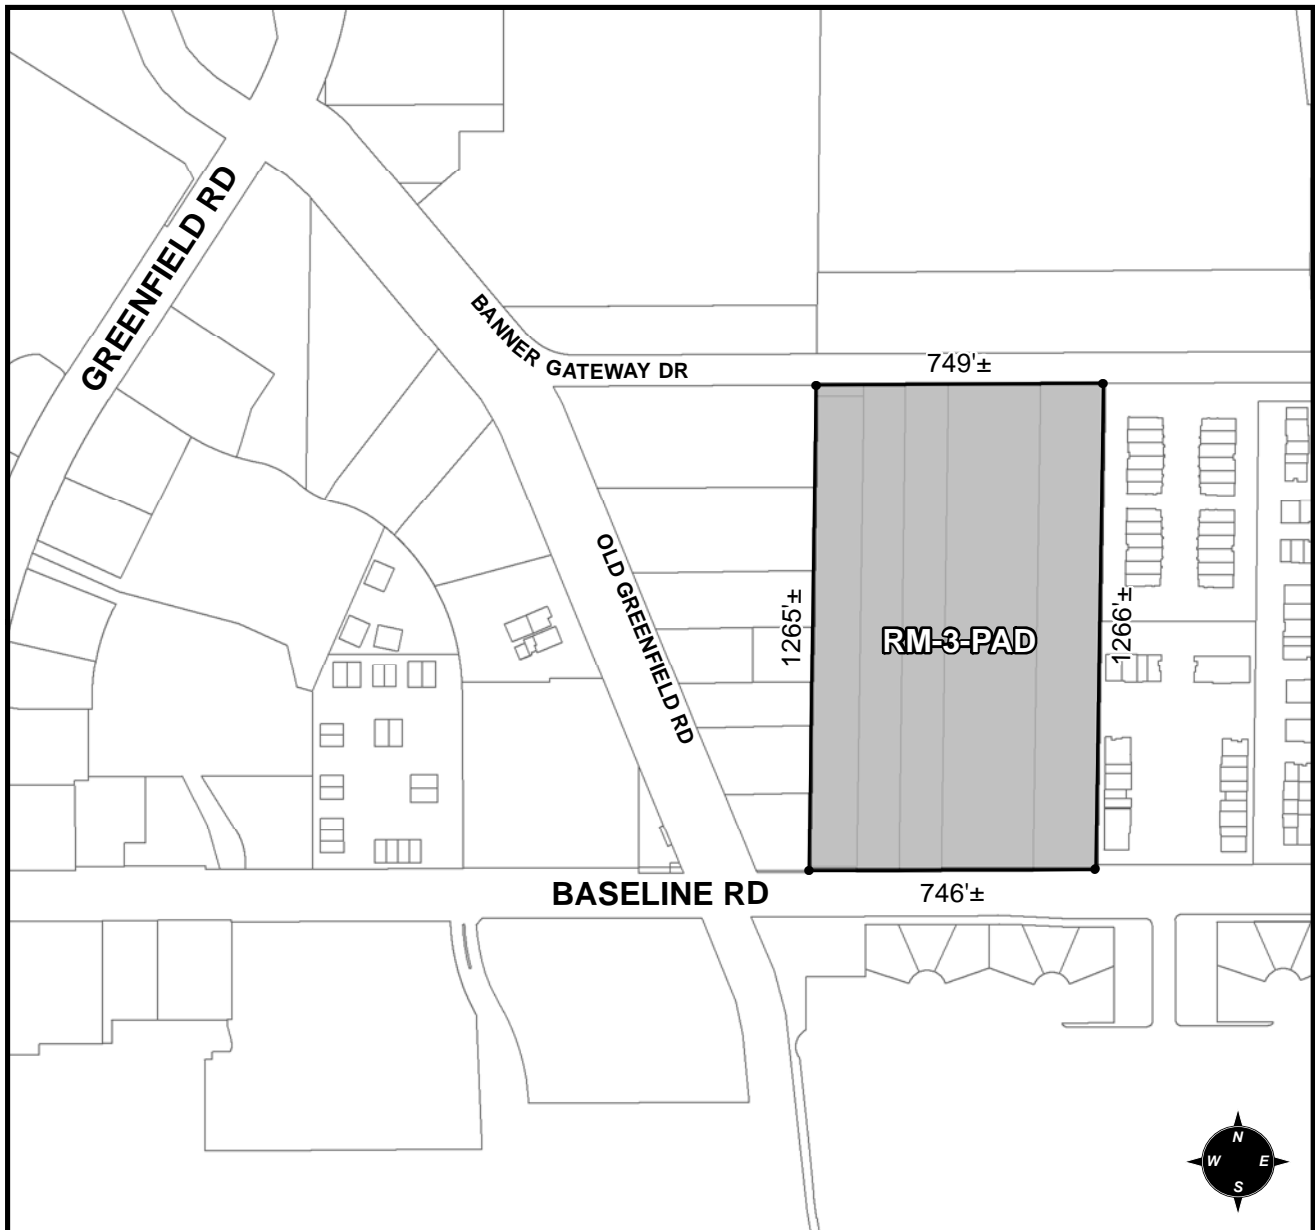 GREENFIELD RD
BANNER GATEWAY DR
749'±
OLD GREENFIELD RD
1265'±
RM-3-PAD
1266'±
BASELINE RD
746'±
N
W E
S